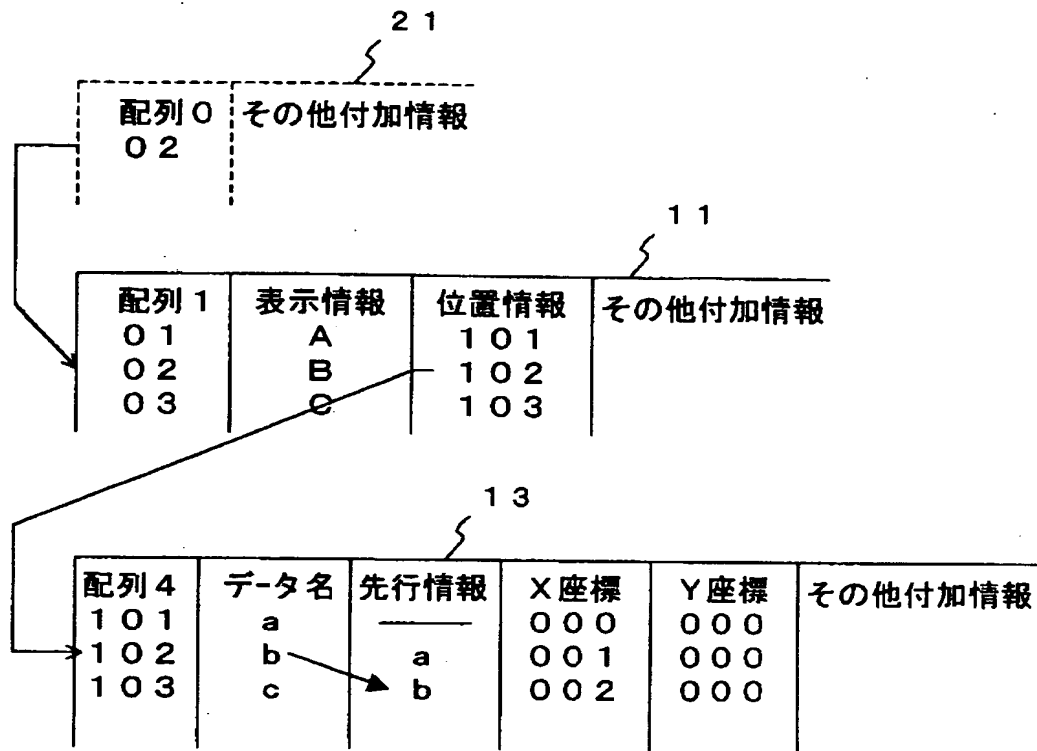 ２１
配列０ その他付加情報
０２
１１
配列１ 表示情報 位置情報 その他付加情報
０１ A １０１
０２ B １０２
０３ C １０３
１３
配列４ データ名 先行情報 X座標 Y座標 その他付加情報
１０１ a ── ０００ ０００
１０２ b a ００１ ０００
１０３ c b ００２ ０００